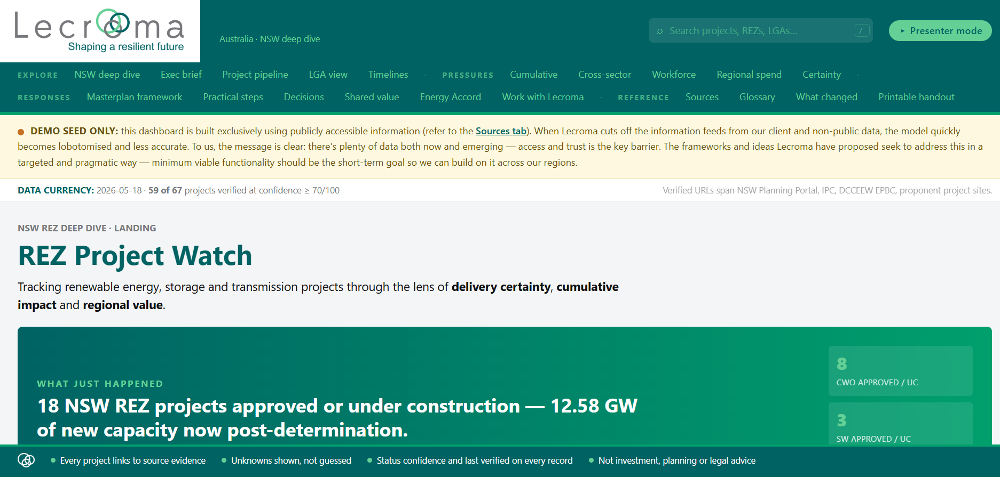 Lecroma
Shaping a resilient future
Australia · NSW deep dive
Search projects, REZs, LGAs... /
▸ Presenter mode
EXPLORE NSW deep dive Exec brief Project pipeline LGA view Timelines · PRESSURES Cumulative Cross-sector Workforce Regional spend Certainty ·
RESPONSES Masterplan framework Practical steps Decisions Shared value Energy Accord Work with Lecroma · REFERENCE Sources Glossary What changed Printable handout
DEMO SEED ONLY: this dashboard is built exclusively using publicly accessible information (refer to the Sources tab). When Lecroma cuts off the information feeds from our client and non-public data, the model quickly
becomes lobotomised and less accurate. To us, the message is clear: there's plenty of data both now and emerging — access and trust is the key barrier. The frameworks and ideas Lecroma have proposed seek to address this in a
targeted and pragmatic way — minimum viable functionality should be the short-term goal so we can build on it across our regions.
DATA CURRENCY: 2026-05-18 · 59 of 67 projects verified at confidence ≥ 70/100
Verified URLs span NSW Planning Portal, IPC, DCCEEW EPBC, proponent project sites.
NSW REZ DEEP DIVE · LANDING
REZ Project Watch
Tracking renewable energy, storage and transmission projects through the lens of delivery certainty, cumulative
impact and regional value.
WHAT JUST HAPPENED
18 NSW REZ projects approved or under construction — 12.58 GW
of new capacity now post-determination.
8
CWO APPROVED / UC
3
SW APPROVED / UC
Every project links to source evidence
Unknowns shown, not guessed
Status confidence and last verified on every record
Not investment, planning or legal advice